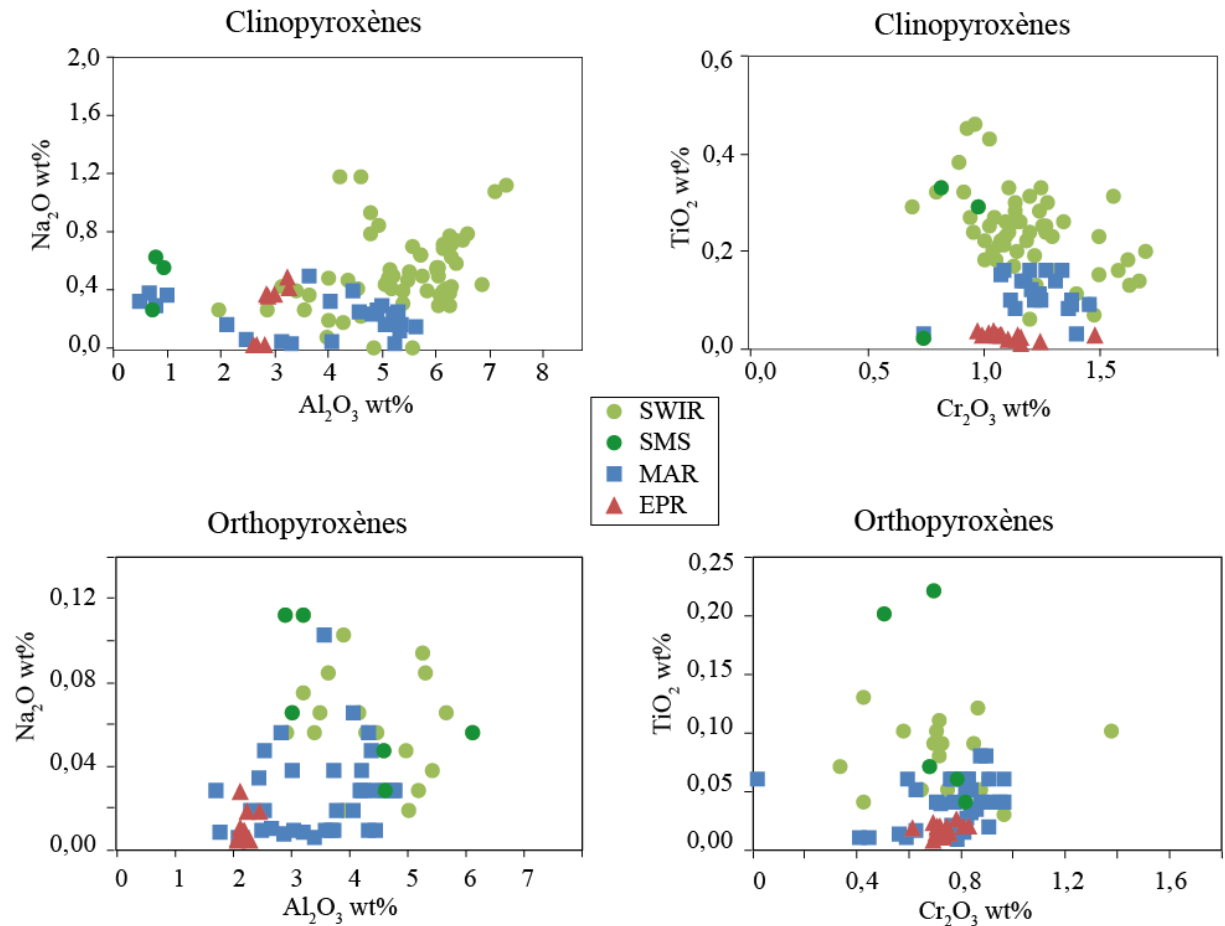 Clinopyroxènes
Na₂O wt%
2,0
1,6
1,2
0,8
0,4
0,0
0 1 2 3 4 5 6 7 8
Al₂O₃ wt%
Clinopyroxènes
TiO₂ wt%
0,6
0,4
0,2
0,0
0,0 0,5 1,0 1,5
Cr₂O₃ wt%
SWIR
SMS
MAR
EPR
Orthopyroxènes
Na₂O wt%
0,12
0,08
0,04
0,00
0 1 2 3 4 5 6 7
Al₂O₃ wt%
Orthopyroxènes
TiO₂ wt%
0,25
0,20
0,15
0,10
0,05
0,00
0 0,4 0,8 1,2 1,6
Cr₂O₃ wt%